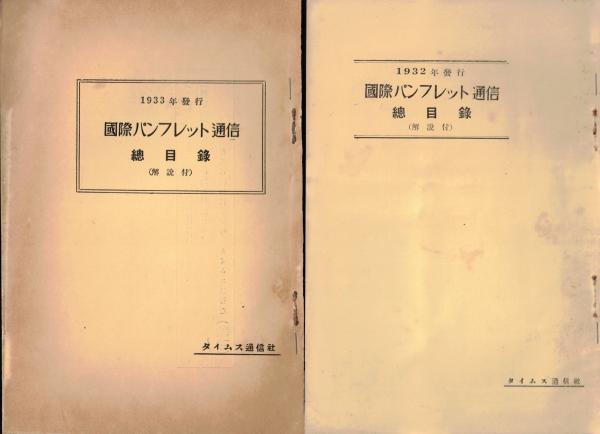 1933年發行
國際パンフレット通信
總目錄
(解說付)
タイムス通信社
1932年發行
國際パンフレット通信
總目錄
(解說付)
タイムス通信社